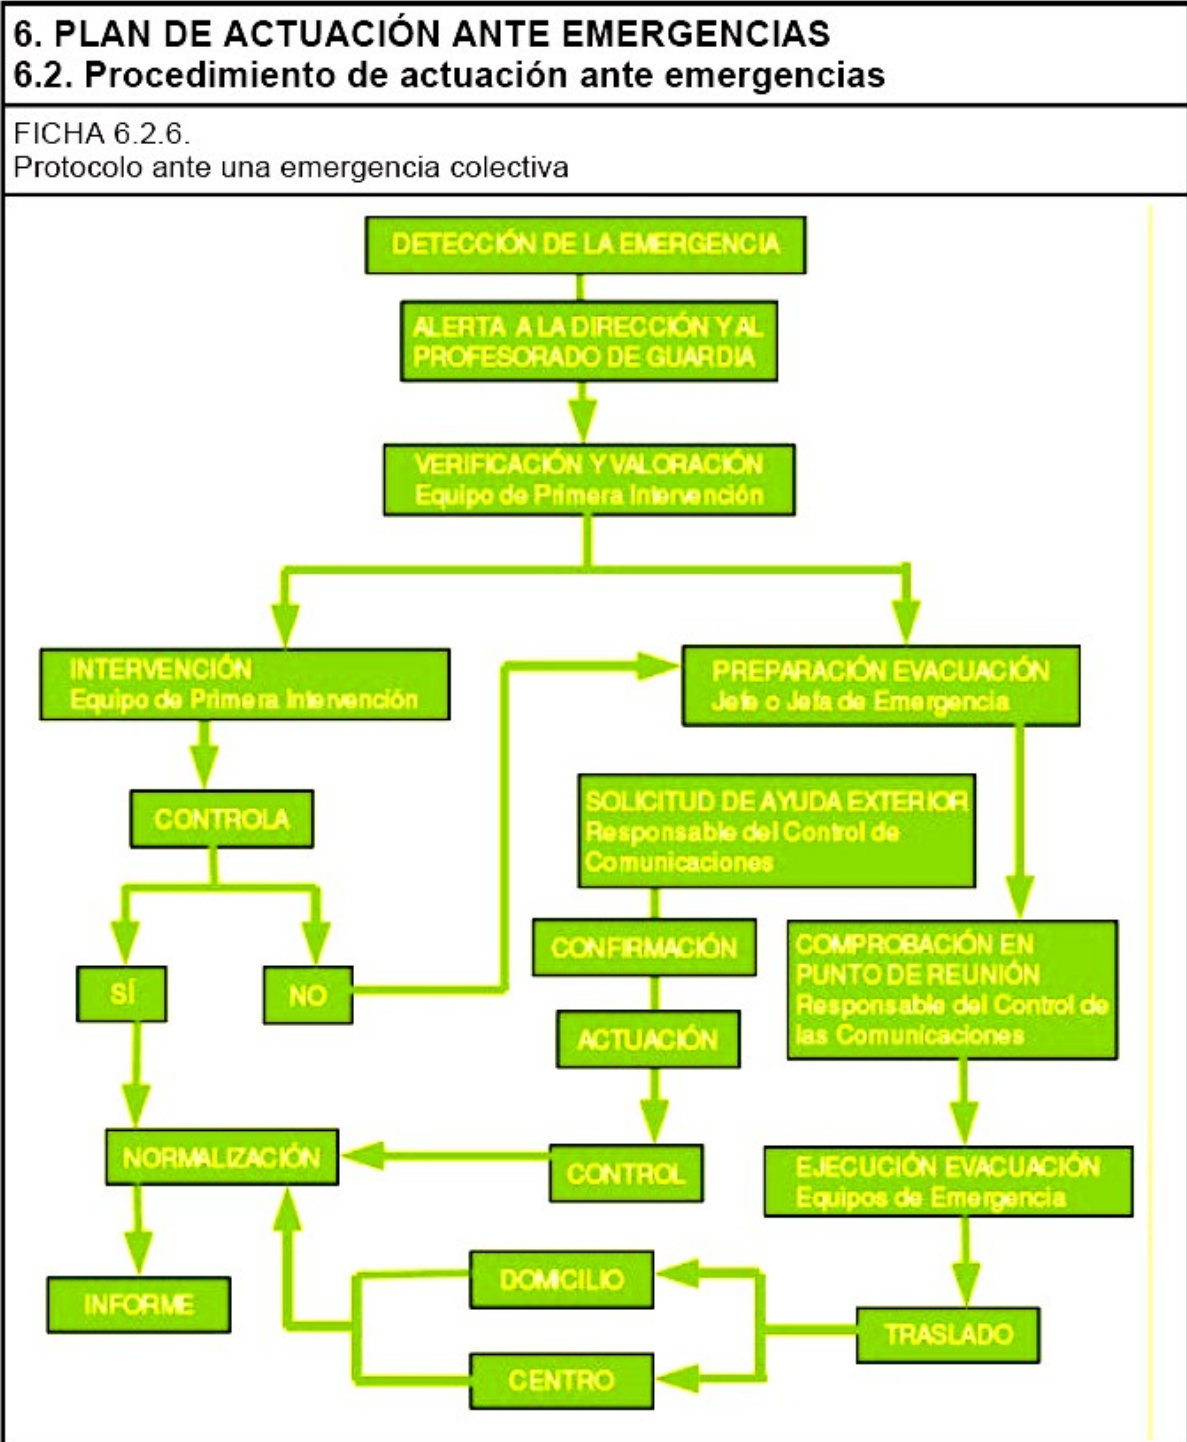 6. PLAN DE ACTUACIÓN ANTE EMERGENCIAS
6.2. Procedimiento de actuación ante emergencias
FICHA 6.2.6.
Protocolo ante una emergencia colectiva
DETECCIÓN DE LA EMERGENCIA
ALERTA A LA DIRECCIÓN Y AL
PROFESORADO DE GUARDIA
VERIFICACIÓN Y VALORACIÓN
Equipo de Primera Intervención
INTERVENCIÓN
Equipo de Primera Intervención
PREPARACIÓN EVACUACIÓN
Jefe o Jefa de Emergencia
CONTROLA
SOLICITUD DE AYUDA EXTERIOR
Responsable del Control de
Comunicaciones
SÍ
NO
CONFIRMACIÓN
COMPROBACIÓN EN
PUNTO DE REUNIÓN
Responsable del Control de
las Comunicaciones
ACTUACIÓN
NORMALIZACIÓN
CONTROL
EJECUCIÓN EVACUACIÓN
Equipos de Emergencia
INFORME
DOMICILIO
TRASLADO
CENTRO